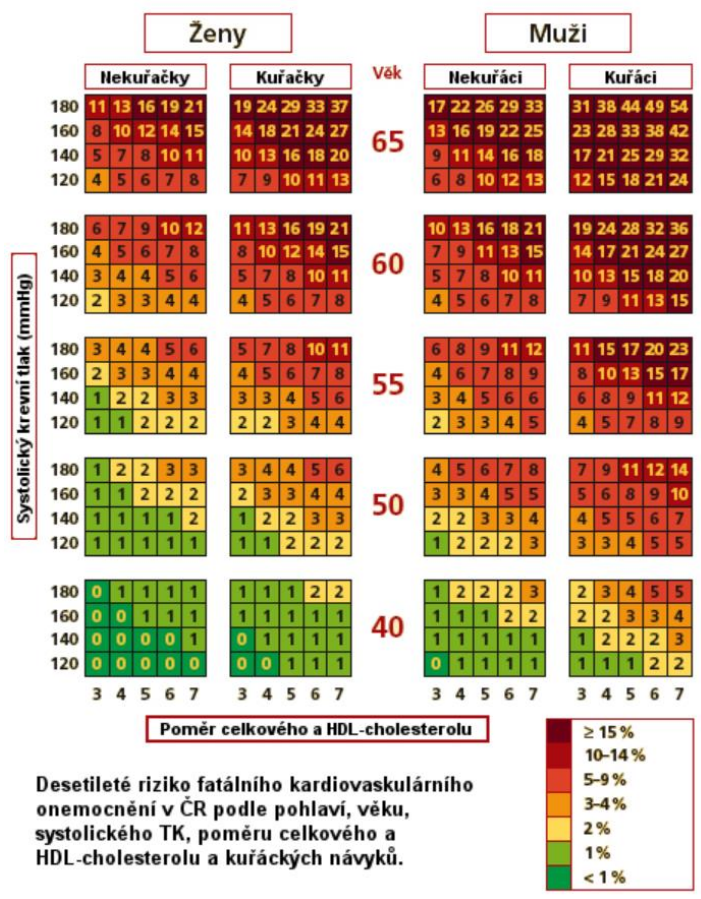 Ženy Muži
Nekuřačky Kuřačky Věk Nekuřáci Kuřáci
180 11 13 16 19 21 19 24 29 33 37 17 22 26 29 33 31 38 44 49 54
160 8 10 12 14 15 14 18 21 24 27 13 16 19 22 25 23 28 33 38 42
65
140 5 7 8 10 11 10 13 16 18 20 9 11 14 16 18 17 21 25 29 32
120 4 5 6 7 8 7 9 10 11 13 6 8 10 12 13 12 15 18 21 24
180 6 7 9 10 12 11 13 16 19 21 10 13 16 18 21 19 24 28 32 36
160 4 5 6 7 8 8 10 12 14 15 7 9 11 13 15 14 17 21 24 27
60
140 3 4 4 5 6 5 7 8 10 11 5 7 8 10 11 10 13 15 18 20
120 2 3 3 4 4 4 5 6 7 8 4 5 6 7 8 7 9 11 13 15
Systolický krevní tlak (mmHg)
180 3 4 4 5 6 5 7 8 10 11 6 8 9 11 12 11 15 17 20 23
160 2 3 3 4 4 4 5 6 7 8 4 6 7 8 9 8 10 13 15 17
55
140 1 2 2 3 3 3 3 4 5 6 3 4 5 6 6 6 8 9 11 12
120 1 1 2 2 2 2 2 3 4 4 2 3 3 4 5 4 5 7 8 9
180 1 2 2 3 3 3 4 4 5 6 4 5 6 7 8 7 9 11 12 14
160 1 1 2 2 2 2 3 3 4 4 3 3 4 5 5 5 6 8 9 10
50
140 1 1 1 1 2 1 2 2 3 3 2 2 3 3 4 4 5 5 6 7
120 1 1 1 1 1 1 1 2 2 2 1 2 2 2 3 3 3 4 5 5
180 0 1 1 1 1 1 1 1 2 2 1 2 2 2 3 2 3 4 5 5
160 0 0 1 1 1 1 1 1 1 1 1 1 1 2 2 2 2 3 3 4
40
140 0 0 0 0 1 0 1 1 1 1 1 1 1 1 1 1 2 2 2 3
120 0 0 0 0 0 0 0 1 1 1 0 1 1 1 1 1 1 1 2 2
3 4 5 6 7 3 4 5 6 7 3 4 5 6 7 3 4 5 6 7
Poměr celkového a HDL-cholesterolu
≥ 15 %
10–14 %
5–9 %
3–4 %
2 %
1 %
< 1 %
Desetileté riziko fatálního kardiovaskulárního
onemocnění v ČR podle pohlaví, věku,
systolického TK, poměru celkového a
HDL-cholesterolu a kuřáckých návyků.